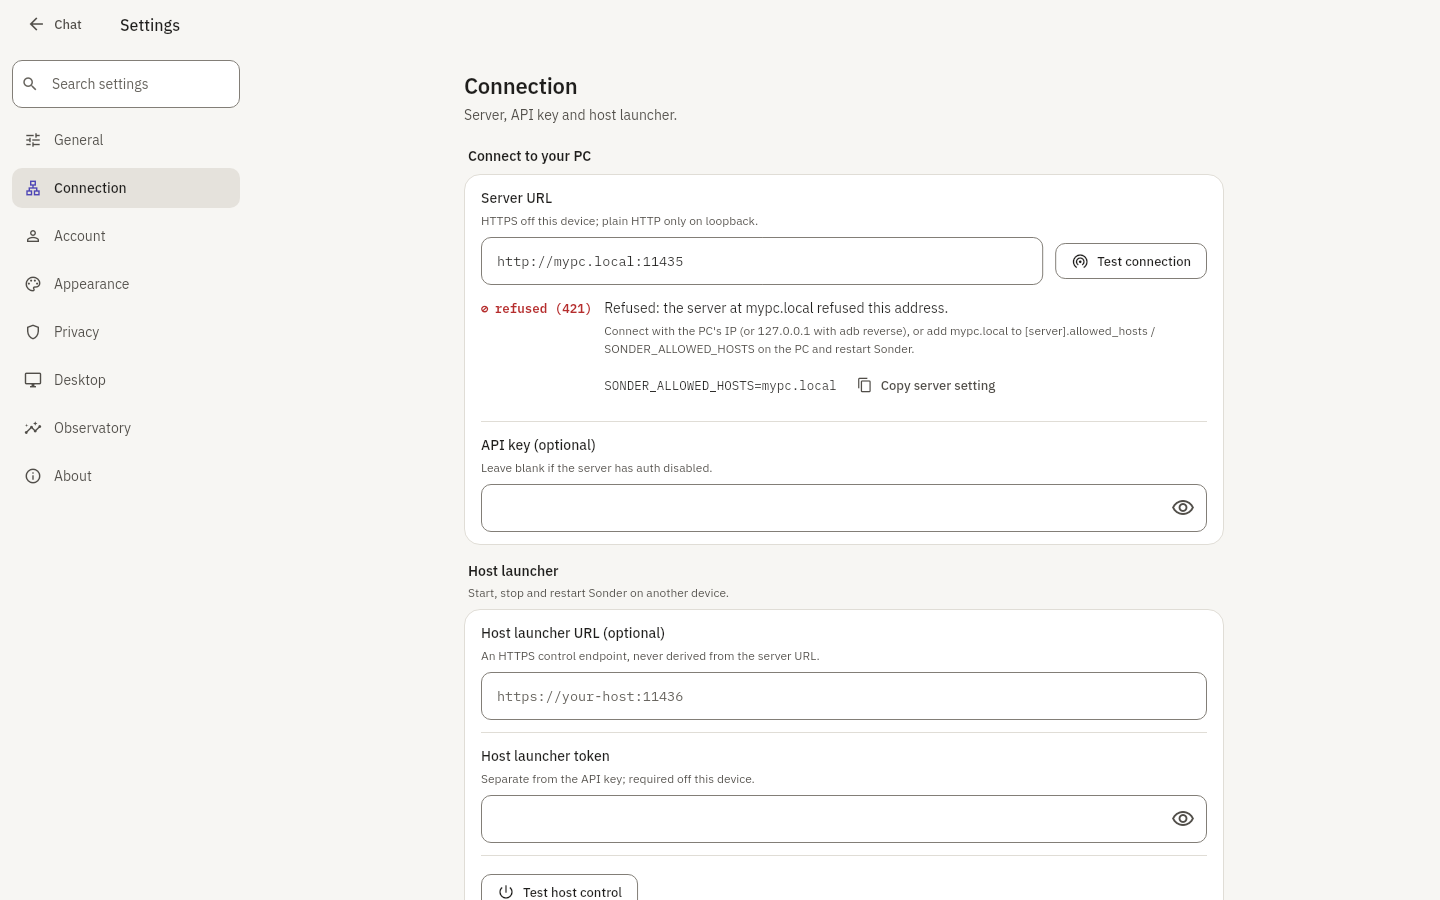 Chat
Settings
Search settings
General
Connection
Account
Appearance
Privacy
Desktop
Observatory
About
Connection
Server, API key and host launcher.
Connect to your PC
Server URL
HTTPS off this device; plain HTTP only on loopback.
http://mypc.local:11435
Test connection
⊘ refused (421)
Refused: the server at mypc.local refused this address.
Connect with the PC's IP (or 127.0.0.1 with adb reverse), or add mypc.local to [server].allowed_hosts /
SONDER_ALLOWED_HOSTS on the PC and restart Sonder.
SONDER_ALLOWED_HOSTS=mypc.local
Copy server setting
API key (optional)
Leave blank if the server has auth disabled.
Host launcher
Start, stop and restart Sonder on another device.
Host launcher URL (optional)
An HTTPS control endpoint, never derived from the server URL.
https://your-host:11436
Host launcher token
Separate from the API key; required off this device.
Test host control